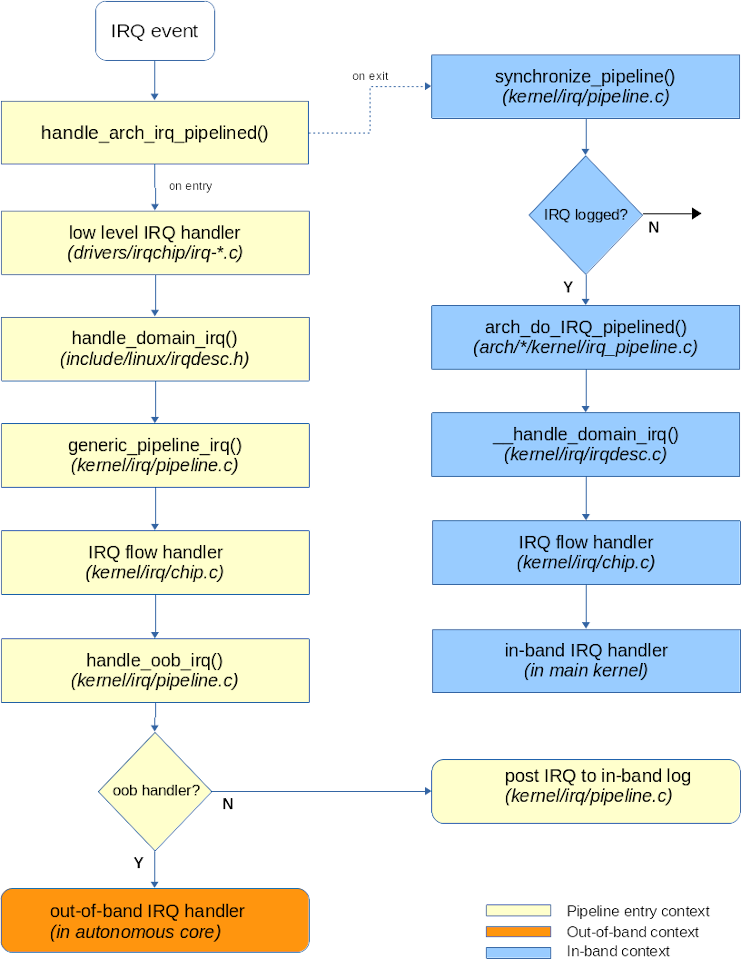 IRQ event
handle_arch_irq_pipelined()
on exit
on entry
low level IRQ handler
(drivers/irqchip/irq-*.c)
handle_domain_irq()
(include/linux/irqdesc.h)
generic_pipeline_irq()
(kernel/irq/pipeline.c)
IRQ flow handler
(kernel/irq/chip.c)
handle_oob_irq()
(kernel/irq/pipeline.c)
oob handler?
N
Y
out-of-band IRQ handler
(in autonomous core)
synchronize_pipeline()
(kernel/irq/pipeline.c)
IRQ logged?
N
Y
arch_do_IRQ_pipelined()
(arch/*/kernel/irq_pipeline.c)
__handle_domain_irq()
(kernel/irq/irqdesc.c)
IRQ flow handler
(kernel/irq/chip.c)
in-band IRQ handler
(in main kernel)
post IRQ to in-band log
(kernel/irq/pipeline.c)
Pipeline entry context
Out-of-band context
In-band context